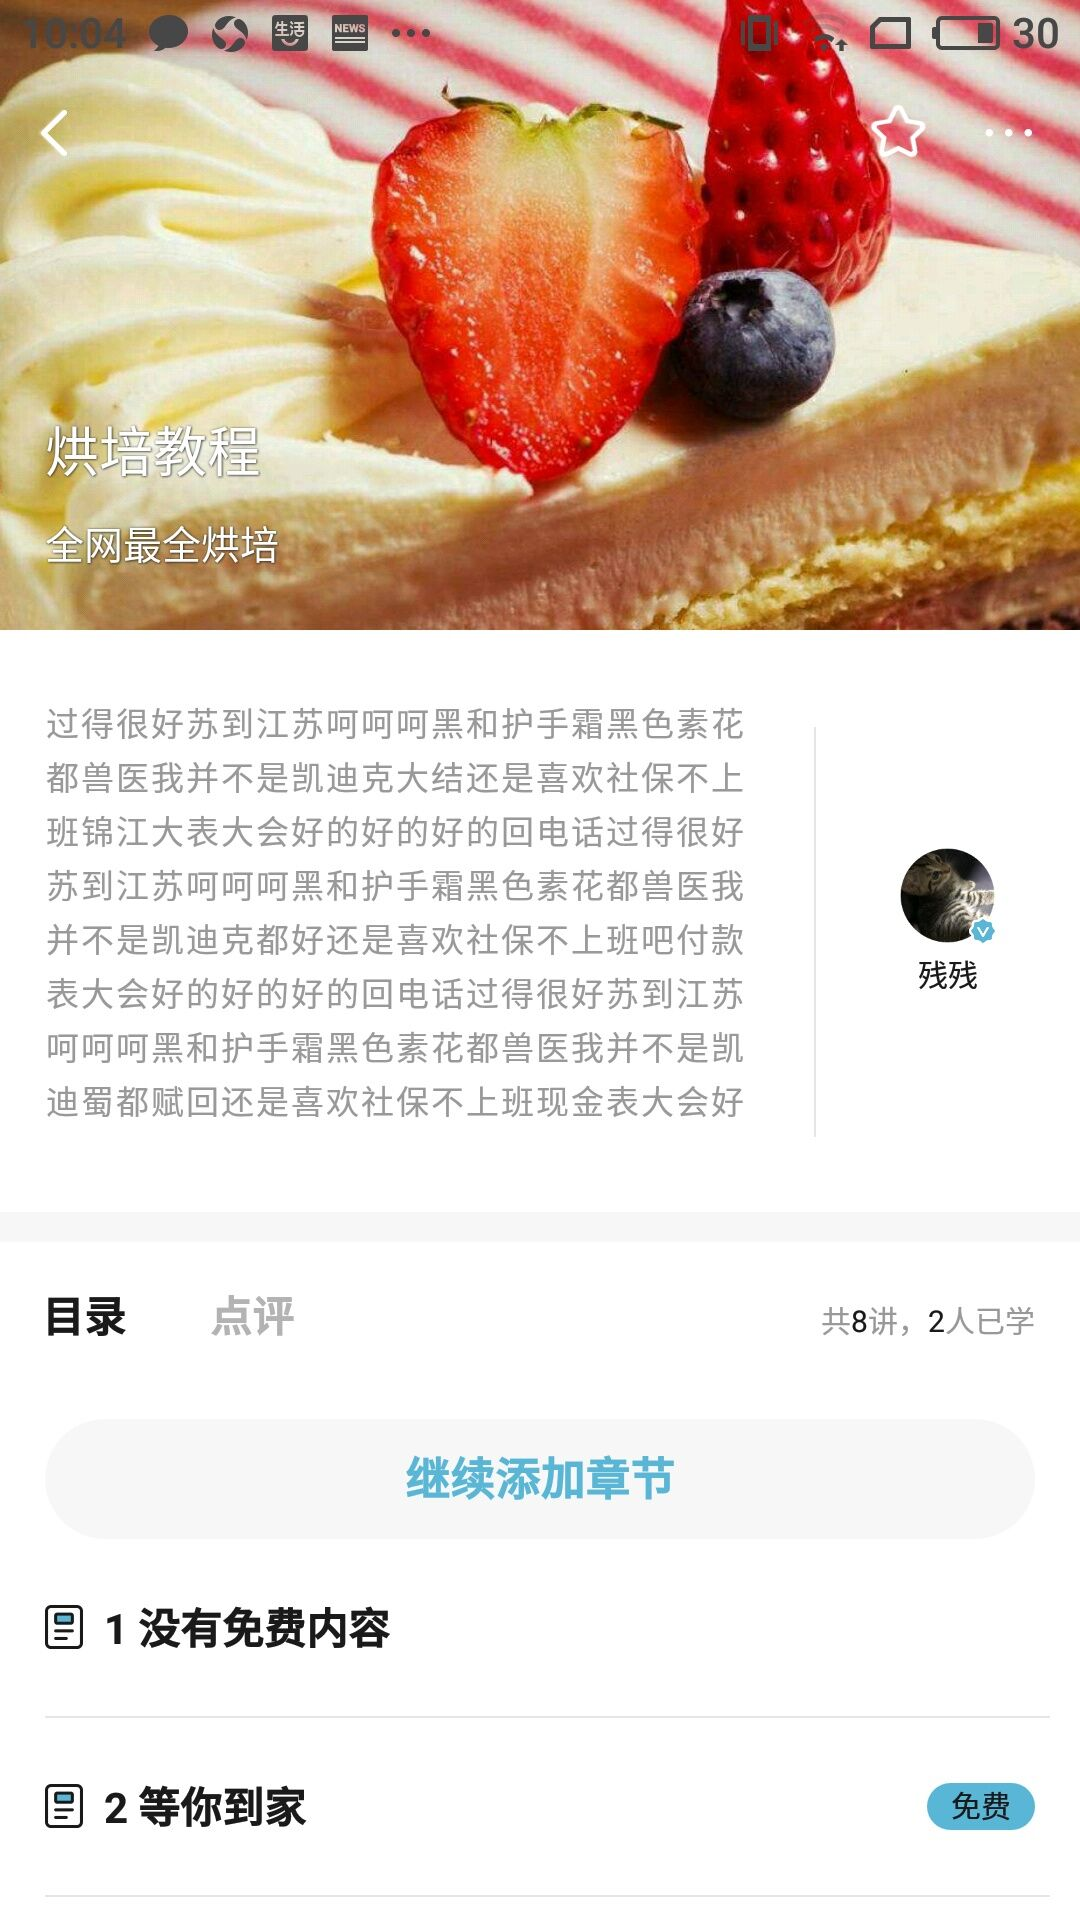 10:04 生活 NEWS 30
烘培教程
全网最全烘培
过得很好苏到江苏呵呵呵黑和护手霜黑色素花
都兽医我并不是凯迪克大结还是喜欢社保不上
班锦江大表大会好的好的好的回电话过得很好
苏到江苏呵呵呵黑和护手霜黑色素花都兽医我
并不是凯迪克都好还是喜欢社保不上班吧付款
表大会好的好的好的回电话过得很好苏到江苏
呵呵呵黑和护手霜黑色素花都兽医我并不是凯
迪蜀都赋回还是喜欢社保不上班现金表大会好
残残
目录 点评 共8讲，2人已学
继续添加章节
1 没有免费内容
2 等你到家 免费